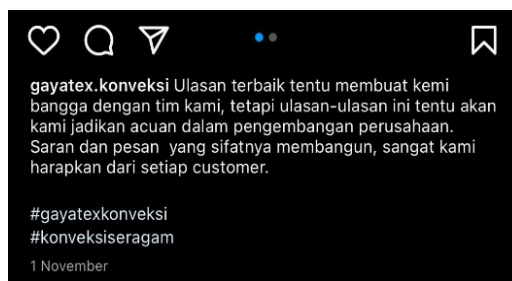 gayatex.konveksi Ulasan terbaik tentu membuat kemi
bangga dengan tim kami, tetapi ulasan-ulasan ini tentu akan
kami jadikan acuan dalam pengembangan perusahaan.
Saran dan pesan  yang sifatnya membangun, sangat kami
harapkan dari setiap customer.
#gayatexkonveksi
#konveksiseragam
1 November